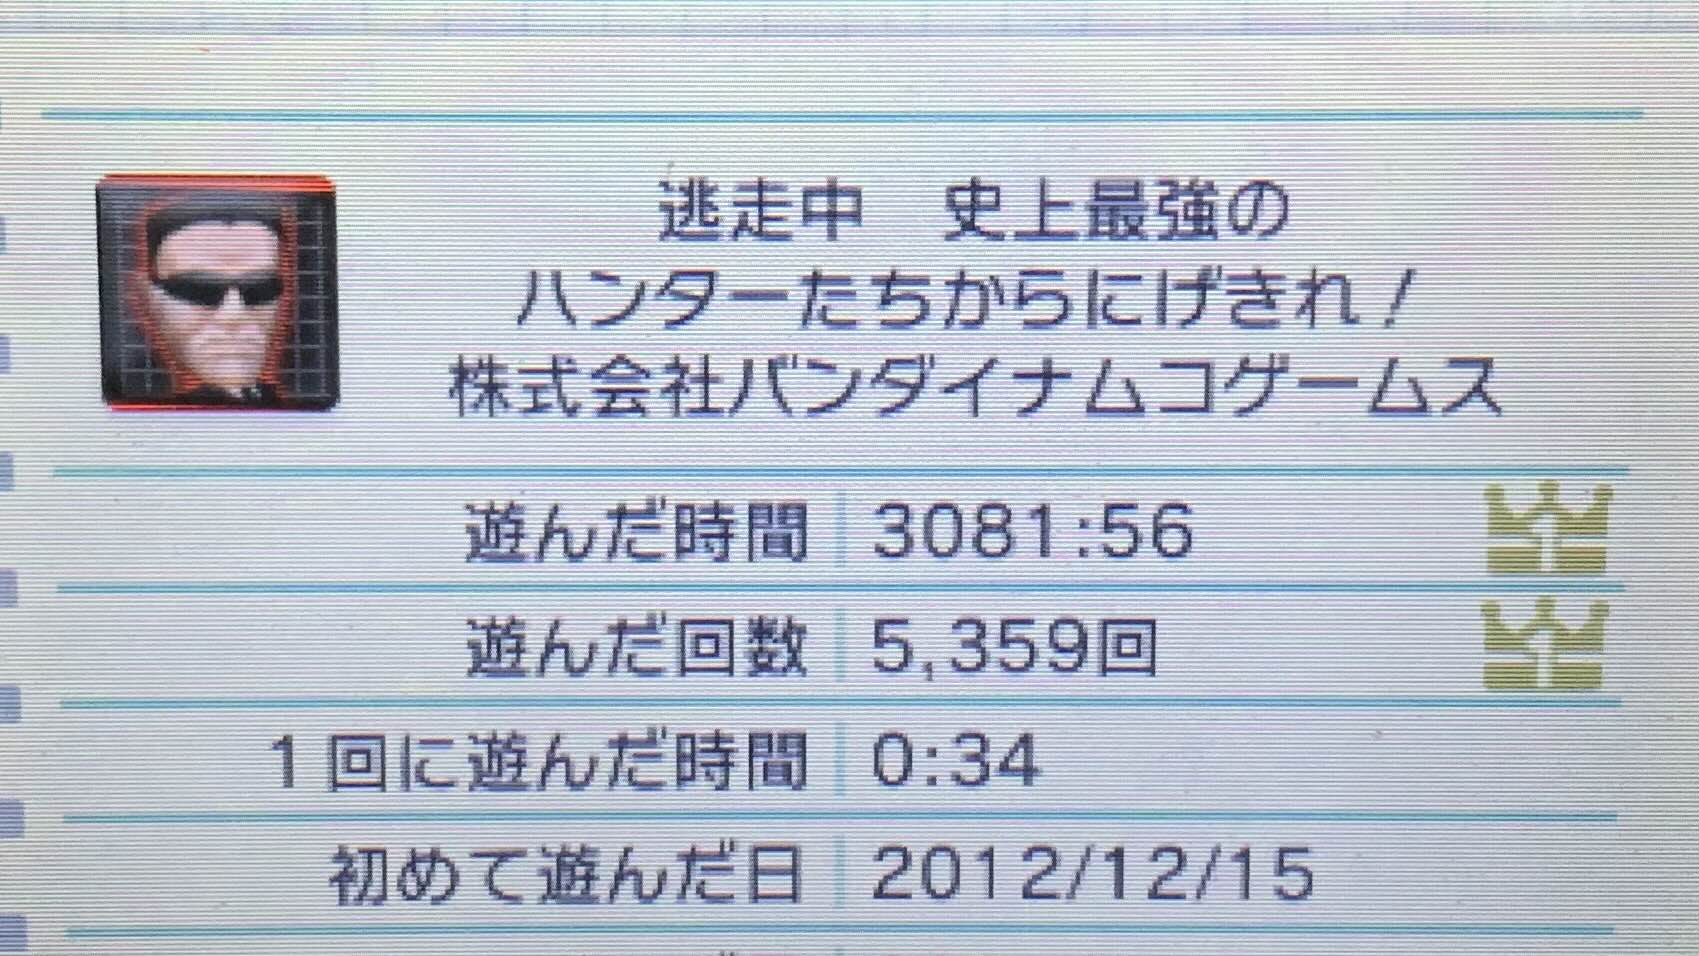 逃走中　史上最強の
ハンターたちからにげきれ！
株式会社バンダイナムコゲームス
遊んだ時間 3081:56
遊んだ回数 5,359回
1回に遊んだ時間 0:34
初めて遊んだ日 2012/12/15